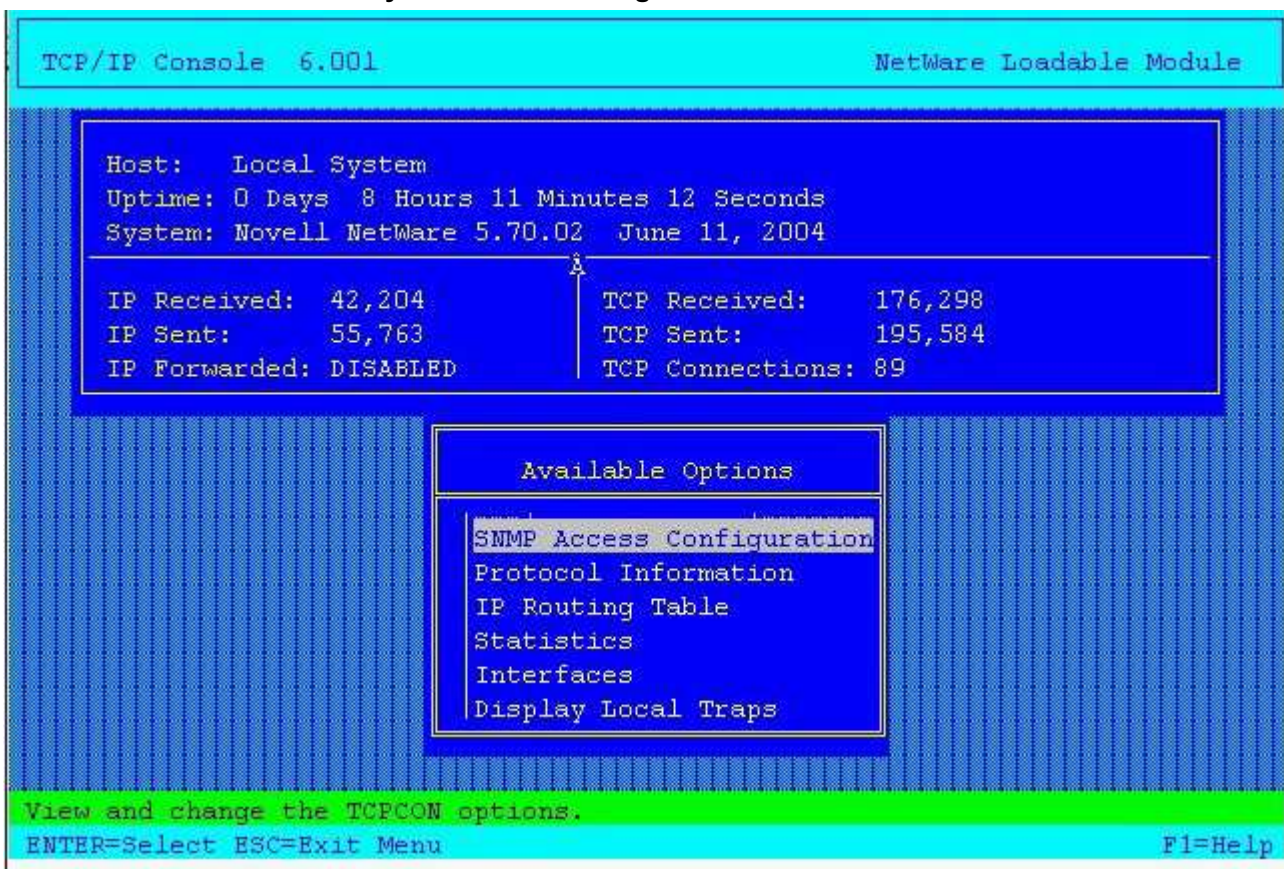 TCP/IP Console 6.001 NetWare Loadable Module
Host: Local System
Uptime: 0 Days 8 Hours 11 Minutes 12 Seconds
System: Novell NetWare 5.70.02 June 11, 2004
IP Received: 42,204 TCP Received: 176,298
IP Sent: 55,763 TCP Sent: 195,584
IP Forwarded: DISABLED TCP Connections: 89
Available Options
SNMP Access Configuration
Protocol Information
IP Routing Table
Statistics
Interfaces
Display Local Traps
View and change the TCPCON options.
ENTER=Select ESC=Exit Menu F1=Help